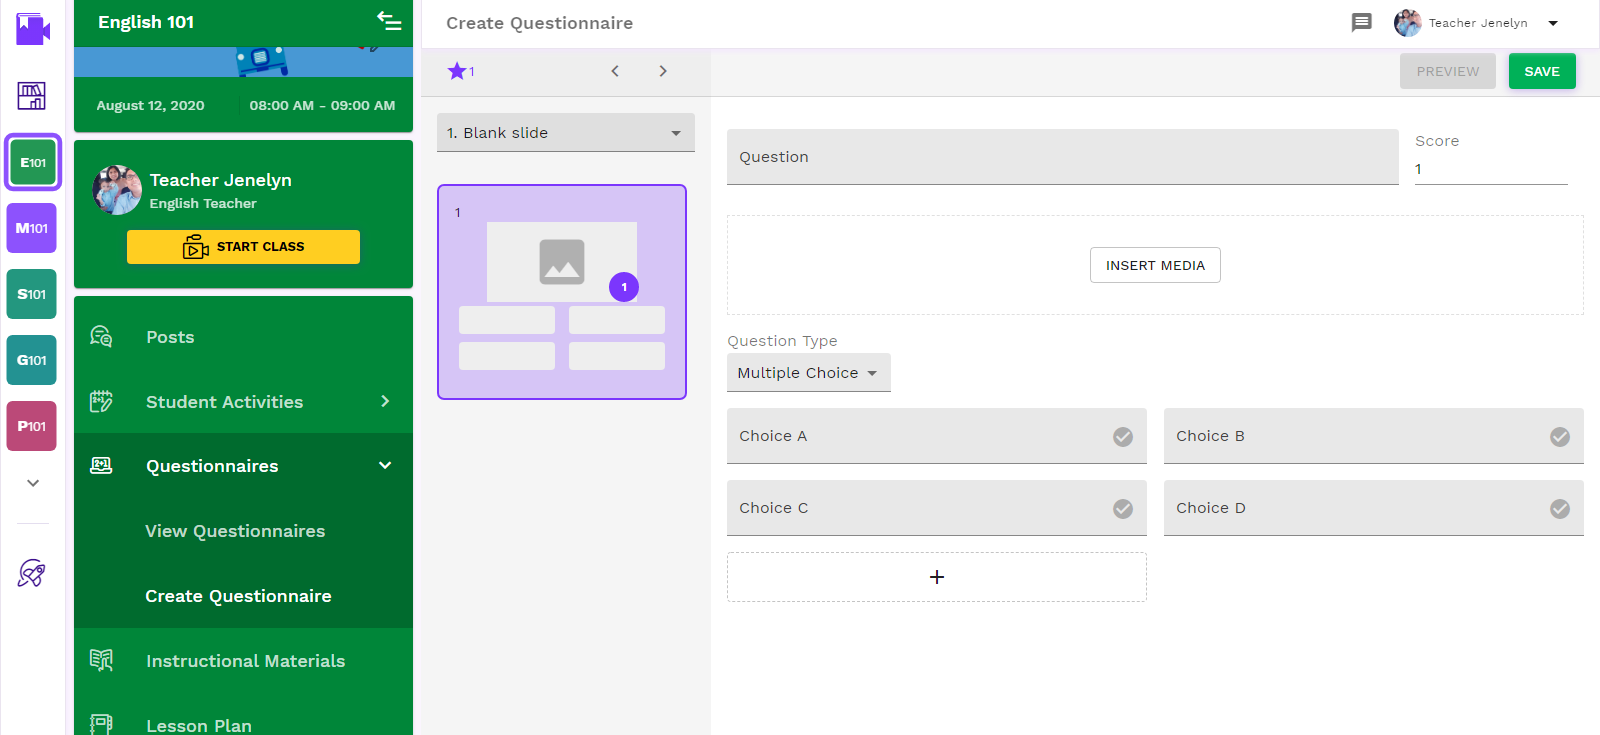 English 101
Create Questionnaire
Teacher Jenelyn
1
PREVIEW
SAVE
August 12, 2020
08:00 AM - 09:00 AM
1. Blank slide
Question
Score
1
E101
M101
S101
G101
P101
Teacher Jenelyn
English Teacher
START CLASS
1
1
INSERT MEDIA
Posts
Student Activities
Questionnaires
View Questionnaires
Create Questionnaire
Instructional Materials
Lesson Plan
Question Type
Multiple Choice
Choice A
Choice B
Choice C
Choice D
+